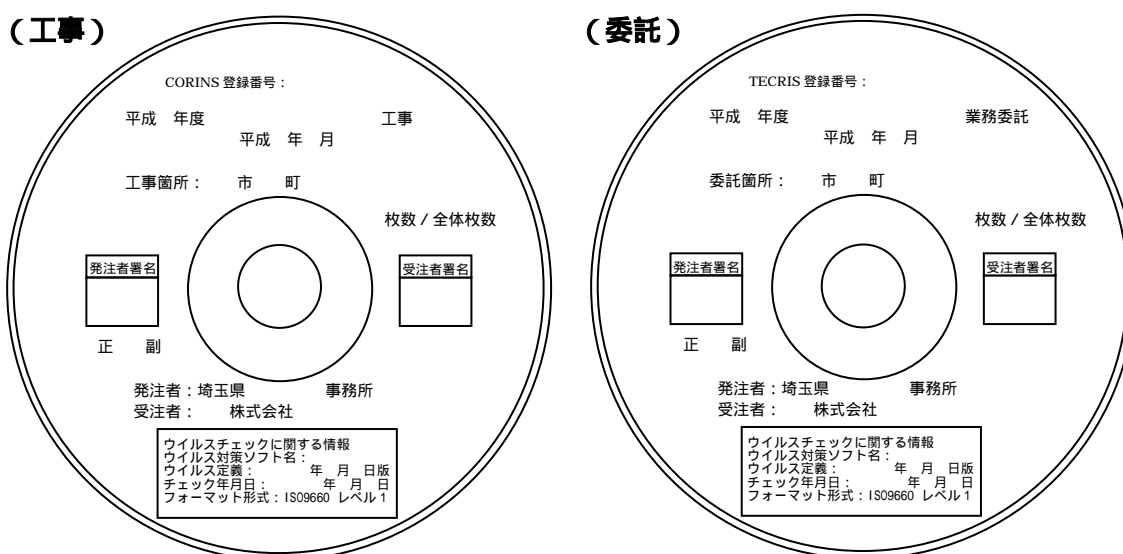 （工事）
CORINS 登録番号：
平成　年度　工事
平成　年　月
工事箇所：　市　町
枚数 / 全体枚数
発注者署名
受注者署名
正　副
発注者：埼玉県　事務所
受注者：　株式会社
ウイルスチェックに関する情報
ウイルス対策ソフト名：
ウイルス定義：　年　月　日版
チェック年月日：　年　月　日
フォーマット形式：ISO9660 レベル1
（委託）
TECRIS 登録番号：
平成　年度　業務委託
平成　年　月
委託箇所：　市　町
枚数 / 全体枚数
発注者署名
受注者署名
正　副
発注者：埼玉県　事務所
受注者：　株式会社
ウイルスチェックに関する情報
ウイルス対策ソフト名：
ウイルス定義：　年　月　日版
チェック年月日：　年　月　日
フォーマット形式：ISO9660 レベル1